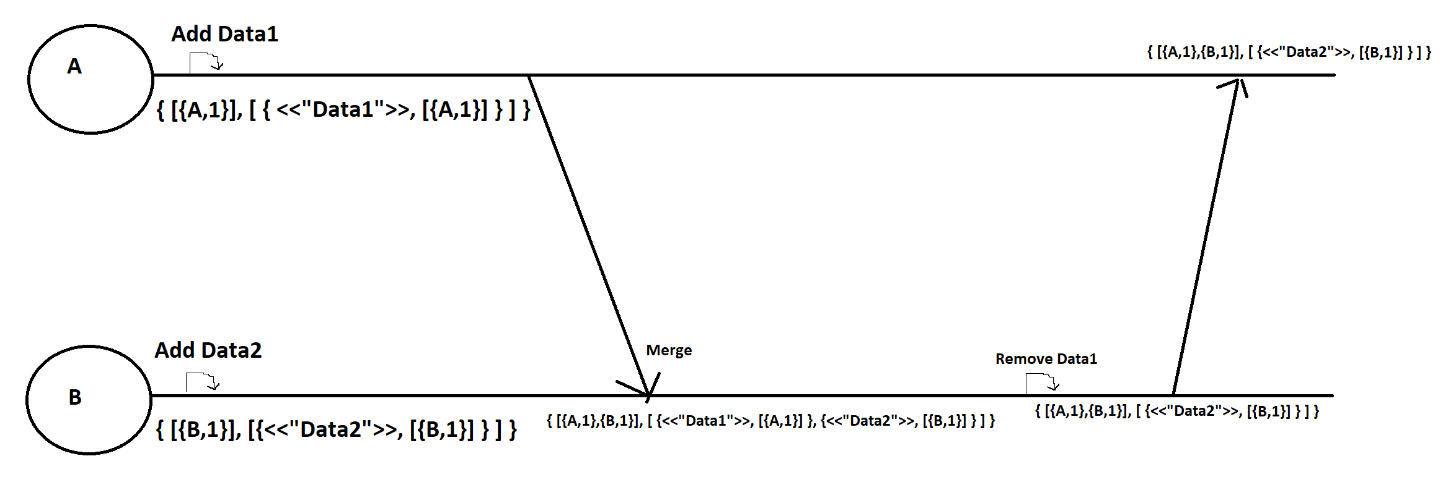 Add Data1
A
{ [{A,1},{B,1}], [ {<<"Data2">>, [{B,1}] } ] }
{ [{A,1}], [ { <<"Data1">>, [{A,1}] } ] }
Add Data2
Merge
Remove Data1
B
{ [{B,1}], [{<<"Data2">>, [{B,1}] } ] }
{ [{A,1},{B,1}], [ {<<"Data1">>, [{A,1}] }, {<<"Data2">>, [{B,1}] } ] }
{ [{A,1},{B,1}], [ {<<"Data2">>, [{B,1}] } ] }